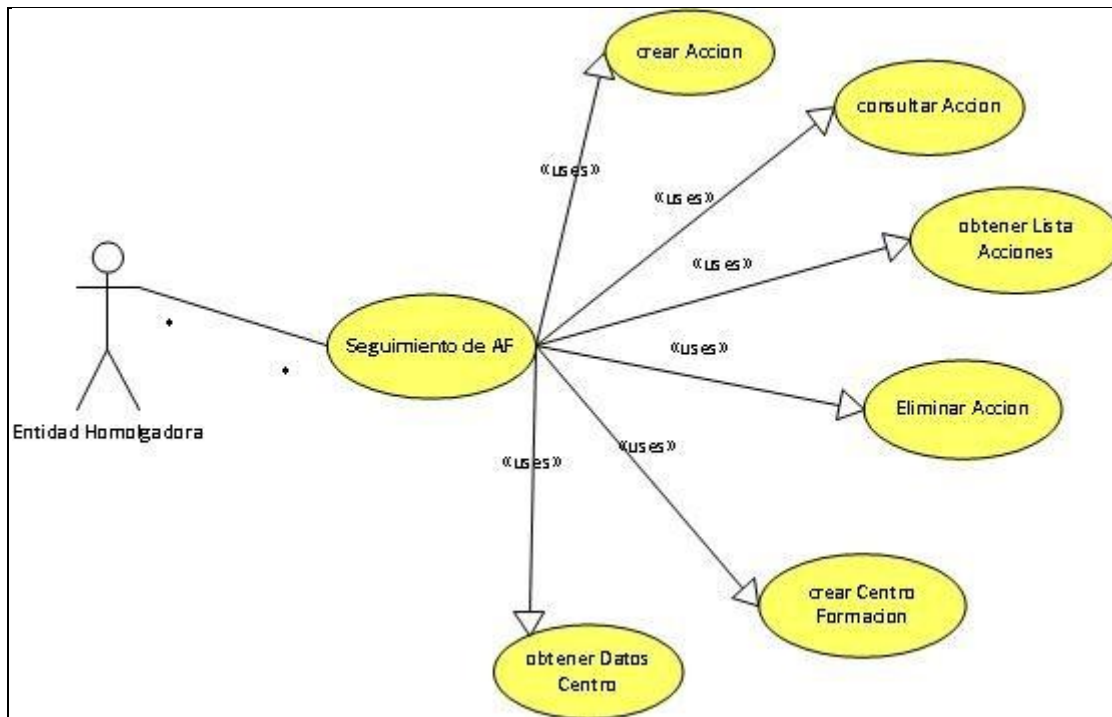 crear Accion
consultar Accion
«uses»
«uses»
obtener Lista
Acciones
«uses»
Seguimiento de AF
«uses»
Eliminar Accion
Entidad Homolgadora
«uses»
«uses»
crear Centro
Formacion
obtener Datos
Centro